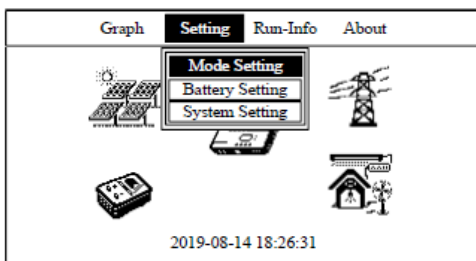 Graph Setting Run-Info About
Mode Setting
Battery Setting
System Setting
2019-08-14 18:26:31